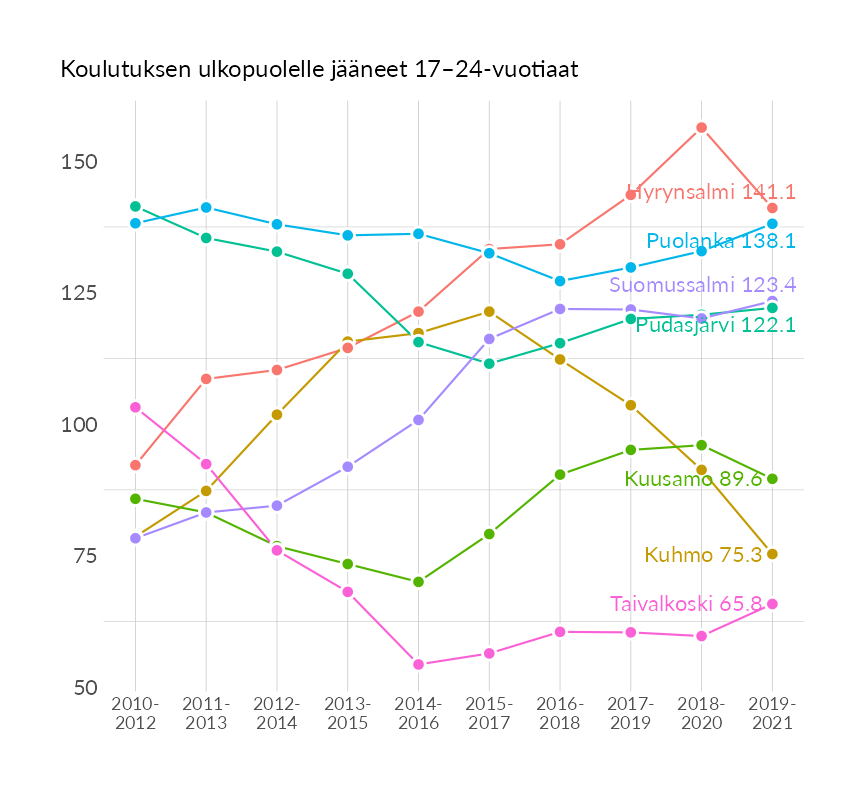 Koulutuksen ulkopuolelle jääneet 17–24-vuotiaat
150
125
100
75
50
Hyrynsalmi 141.1
Puolanka 138.1
Suomussalmi 123.4
Pudasjärvi 122.1
Kuusamo 89.6
Kuhmo 75.3
Taivalkoski 65.8
2010- 2011- 2012- 2013- 2014- 2015- 2016- 2017- 2018- 2019-
2012 2013 2014 2015 2016 2017 2018 2019 2020 2021